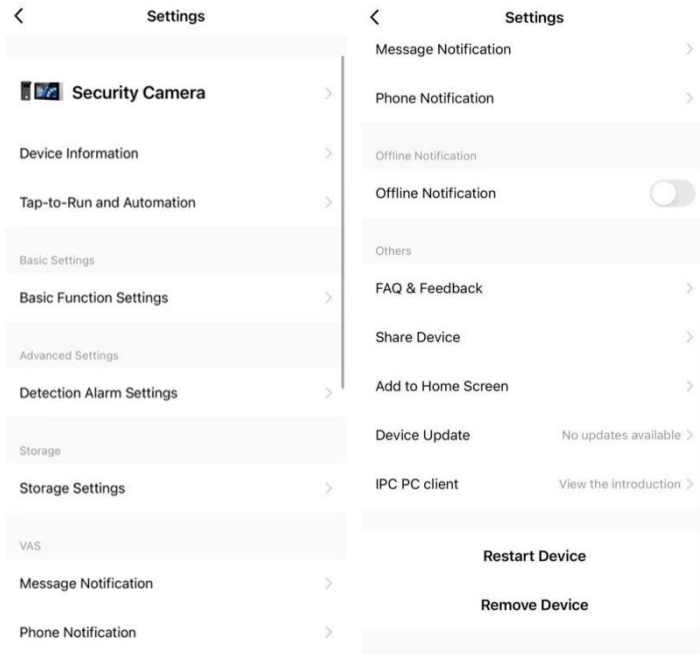 Settings
Security Camera
Device Information
Tap-to-Run and Automation
Basic Settings
Basic Function Settings
Advanced Settings
Detection Alarm Settings
Storage
Storage Settings
VAS
Message Notification
Phone Notification
Settings
Message Notification
Phone Notification
Offline Notification
Offline Notification
Others
FAQ & Feedback
Share Device
Add to Home Screen
Device Update No updates available
IPC PC client View the introduction
Restart Device
Remove Device